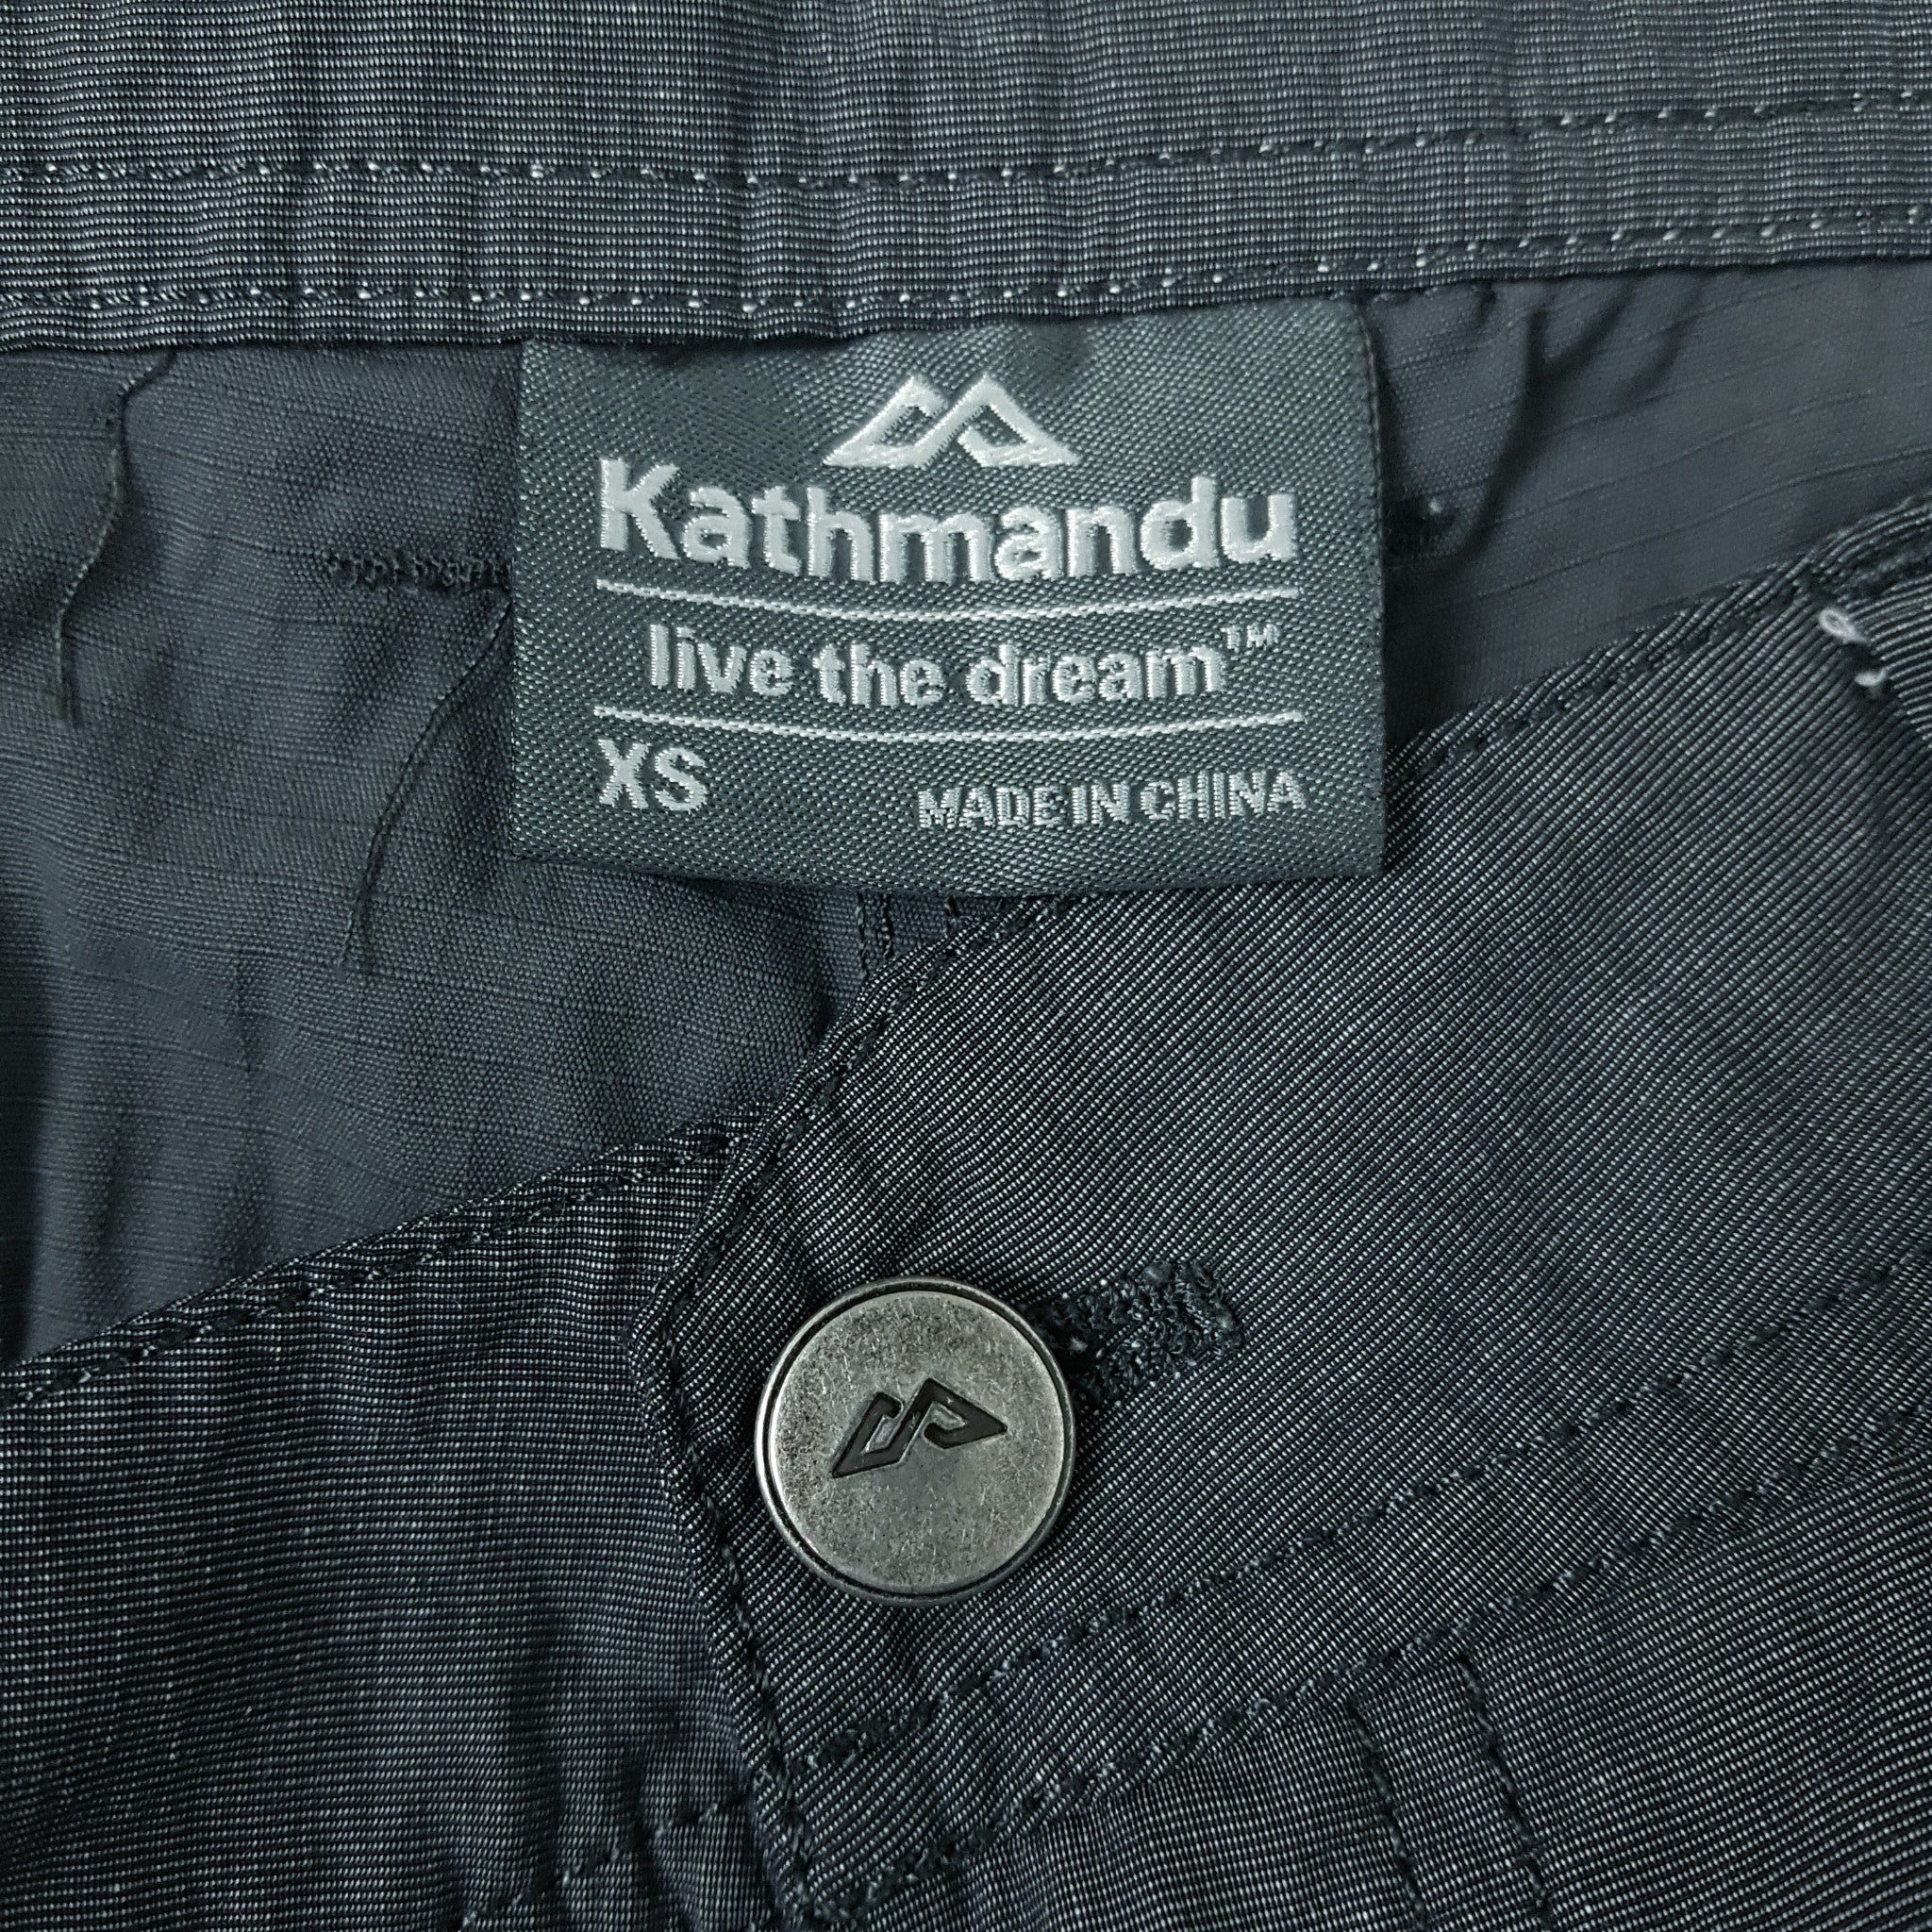 Kathmandu
live the dream™
XS MADE IN CHINA